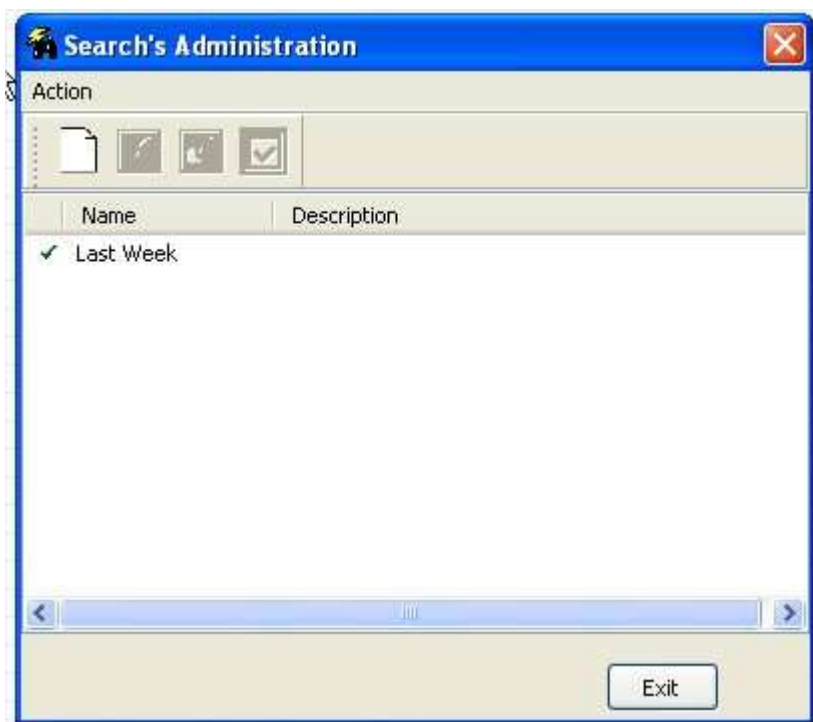 Search's Administration
Action
Name Description
Last Week
Exit